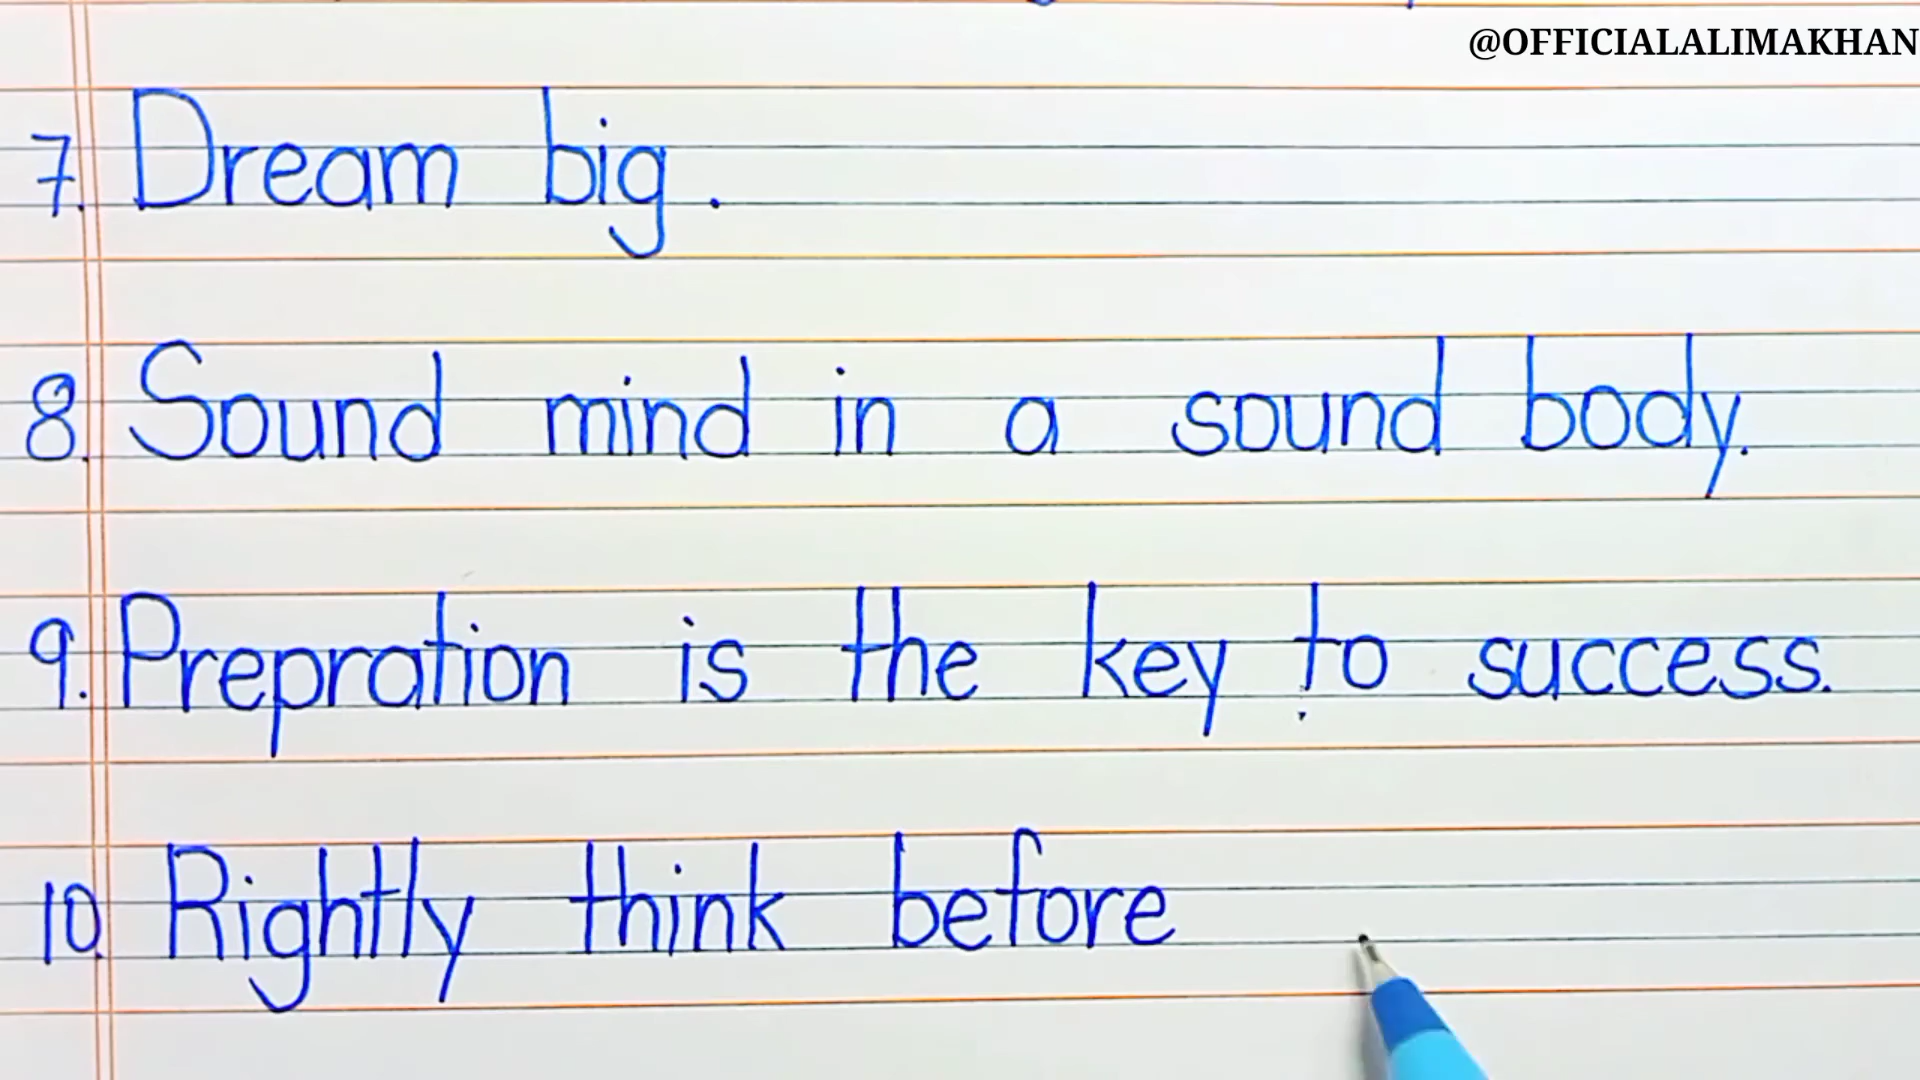 @OFFICIALALIMAKHAN
7. Dream big.
8. Sound mind in a sound body.
9. Prepration is the key to success.
10. Rightly think before